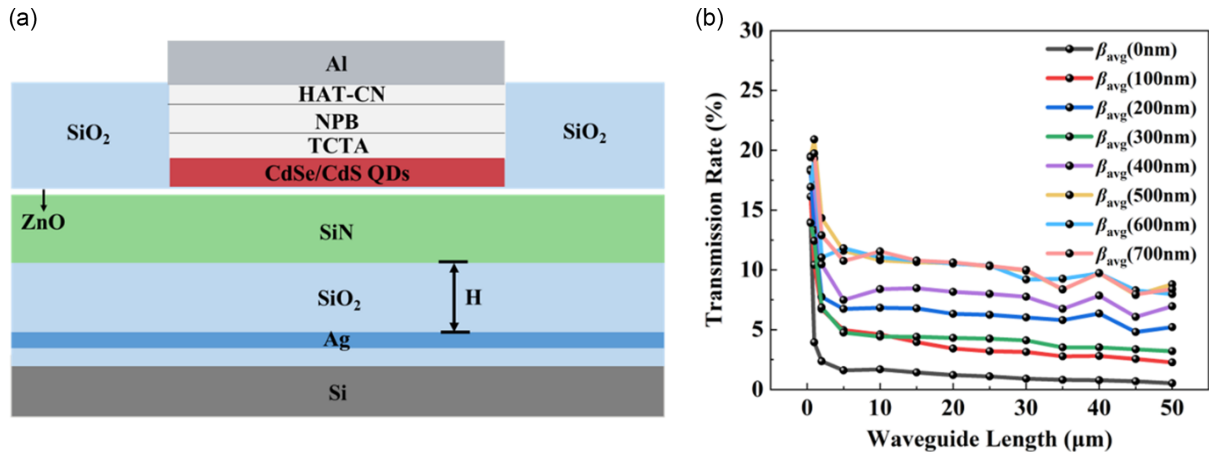 (a)
Al
HAT-CN
NPB
TCTA
CdSe/CdS QDs
SiO₂
SiO₂
ZnO
SiN
SiO₂
H
Ag
Si
(b)
Transmission Rate (%)
30
25
20
15
10
5
0
0
10
20
30
40
50
Waveguide Length (μm)
βavg(0nm)
βavg(100nm)
βavg(200nm)
βavg(300nm)
βavg(400nm)
βavg(500nm)
βavg(600nm)
βavg(700nm)